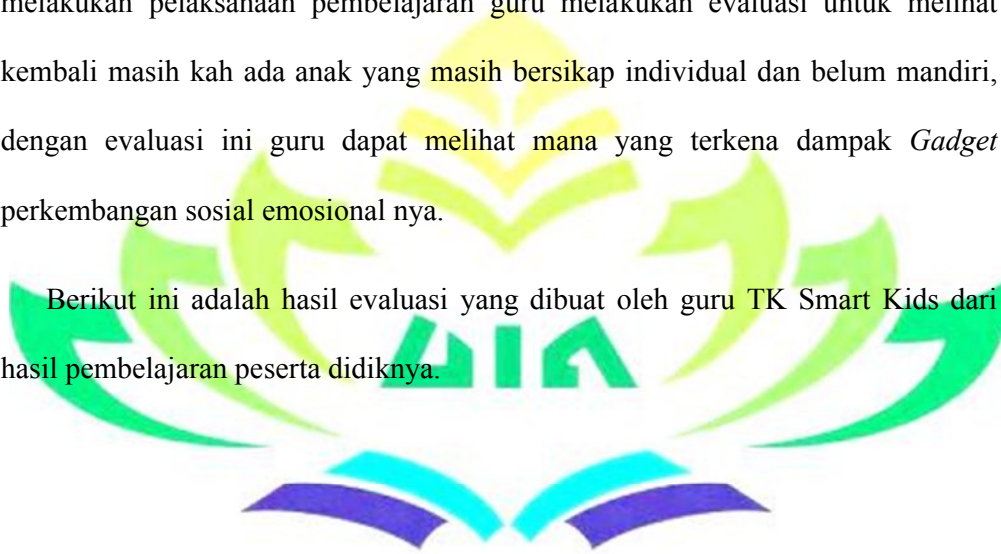 melakukan pelaksanaan pembelajaran guru melakukan evaluasi untuk melihat
kembali masih kah ada anak yang masih bersikap individual dan belum mandiri,
dengan evaluasi ini guru dapat melihat mana yang terkena dampak Gadget
perkembangan sosial emosional nya.
Berikut ini adalah hasil evaluasi yang dibuat oleh guru TK Smart Kids dari
hasil pembelajaran peserta didiknya.